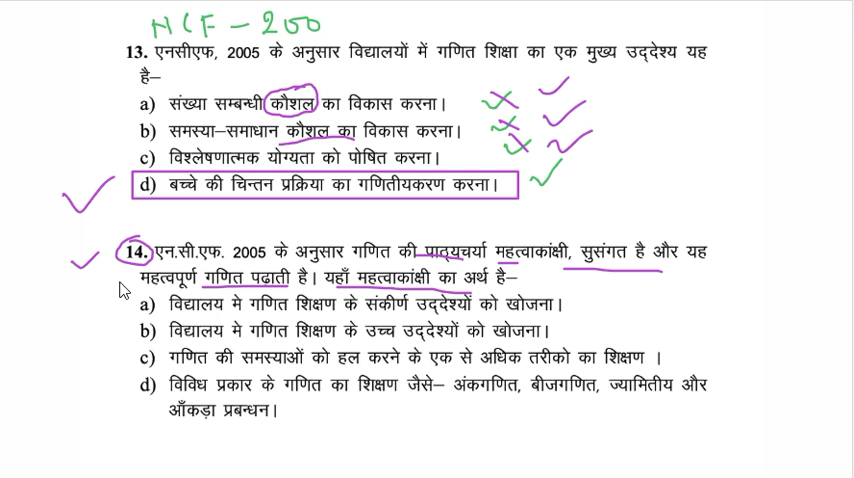 NCF - 200
13. एनसीएफ, 2005 के अनुसार विद्यालयों में गणित शिक्षा का एक मुख्य उद्देश्य यह
है–
a) संख्या सम्बन्धी कौशल का विकास करना।
b) समस्या–समाधान कौशल का विकास करना।
c) विश्लेषणात्मक योग्यता को पोषित करना।
d) बच्चे की चिन्तन प्रक्रिया का गणितीयकरण करना।
14. एन.सी.एफ. 2005 के अनुसार गणित की पाठ्यचर्या महत्वाकांक्षी, सुसंगत है और यह
महत्वपूर्ण गणित पढाती है। यहाँ महत्वाकांक्षी का अर्थ है–
a) विद्यालय मे गणित शिक्षण के संकीर्ण उद्देश्यों को खोजना।
b) विद्यालय मे गणित शिक्षण के उच्च उद्देश्यों को खोजना।
c) गणित की समस्याओं को हल करने के एक से अधिक तरीको का शिक्षण ।
d) विविध प्रकार के गणित का शिक्षण जैसे– अंकगणित, बीजगणित, ज्यामितीय और
आँकड़ा प्रबन्धन।